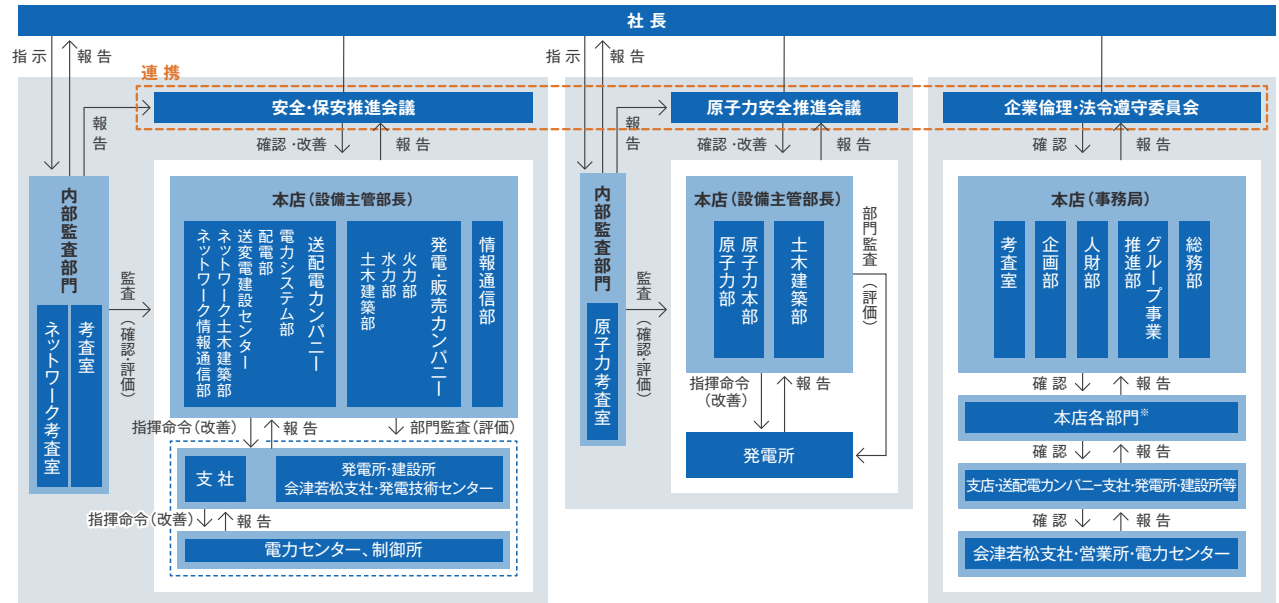 社長
指示
報告
連携
安全・保安推進会議
報告
確認・改善
報告
内部監査部門
ネットワーク考査室
考査室
監査
(確認・評価)
本店(設備主管部長)
送配電カンパニー
電力システム部
配電部
送変電建設センター
ネットワーク土木建築部
ネットワーク情報通信部
発電・販売カンパニー
火力部
水力部
土木建築部
情報通信部
指揮命令(改善)
報告
部門監査(評価)
支社
発電所・建設所
会津若松支社・発電技術センター
指揮命令(改善)
報告
電力センター、制御所
指示
報告
原子力安全推進会議
報告
確認・改善
報告
内部監査部門
原子力考査室
監査
(確認・評価)
本店(設備主管部長)
原子力本部
原子力部
土木建築部
部門監査
(評価)
指揮命令
(改善)
報告
発電所
企業倫理・法令遵守委員会
確認
報告
本店(事務局)
考査室
企画部
人財部
グループ事業
推進部
総務部
確認
報告
本店各部門※
確認
報告
支店・送配電カンパニー支社・発電所・建設所等
確認
報告
会津若松支社・営業所・電力センター